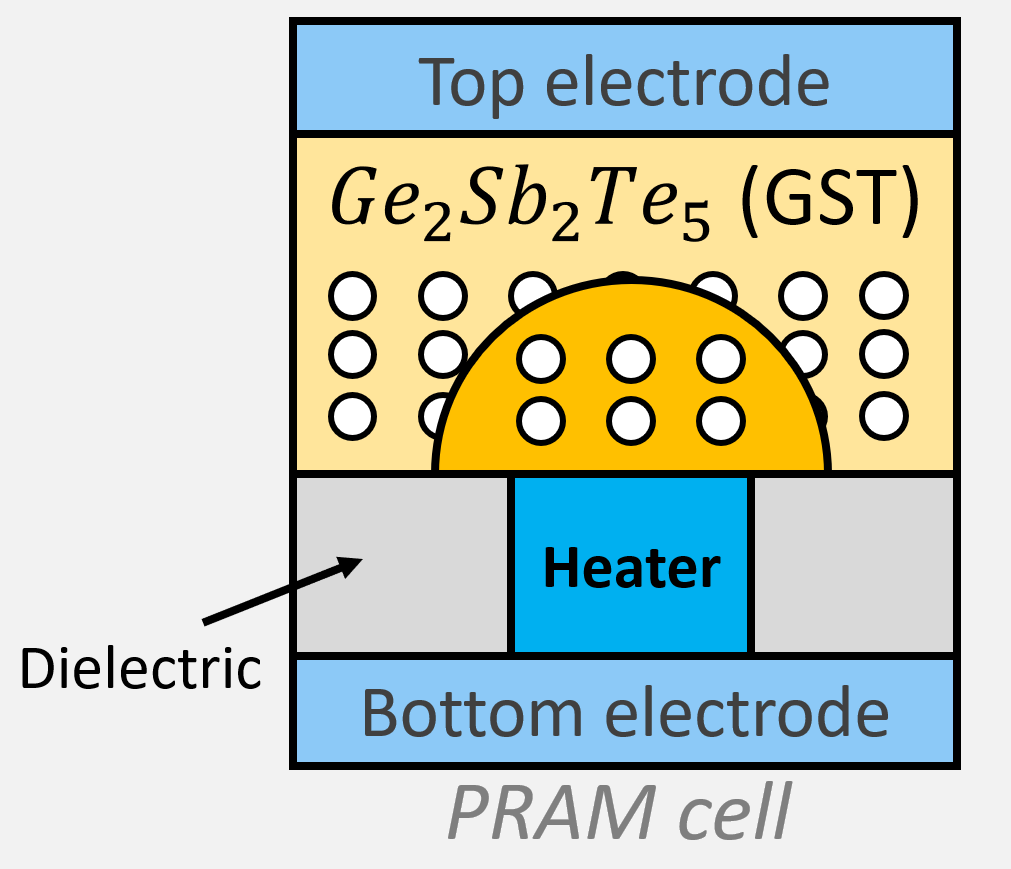 Top electrode
Ge₂Sb₂Te₅ (GST)
Heater
Dielectric
Bottom electrode
PRAM cell